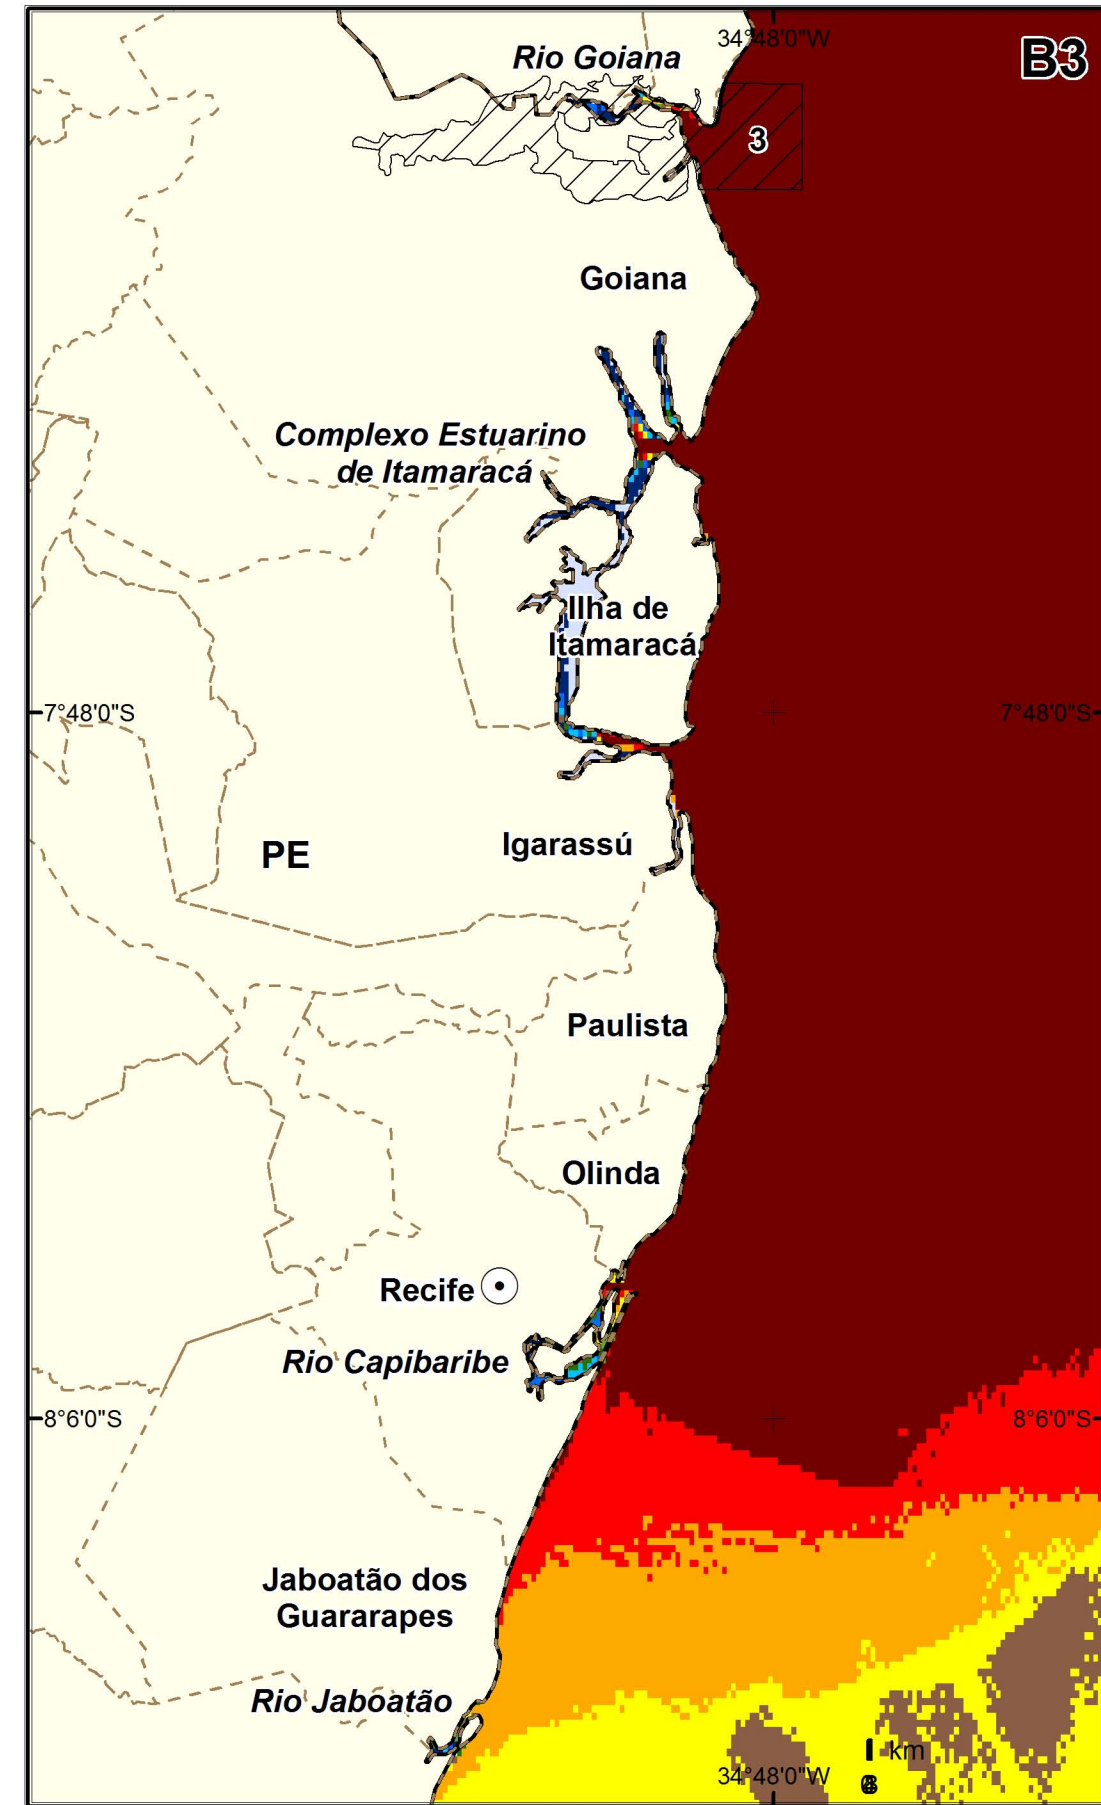 34°48'0"W
B3
Rio Goiana
3
Goiana
Complexo Estuarino
de Itamaracá
Ilha de
Itamaracá
7°48'0"S
7°48'0"S
Igarassú
PE
Paulista
Olinda
Recife
Rio Capibaribe
8°6'0"S
8°6'0"S
Jaboatão dos
Guararapes
Rio Jaboatão
km
34°48'0"W